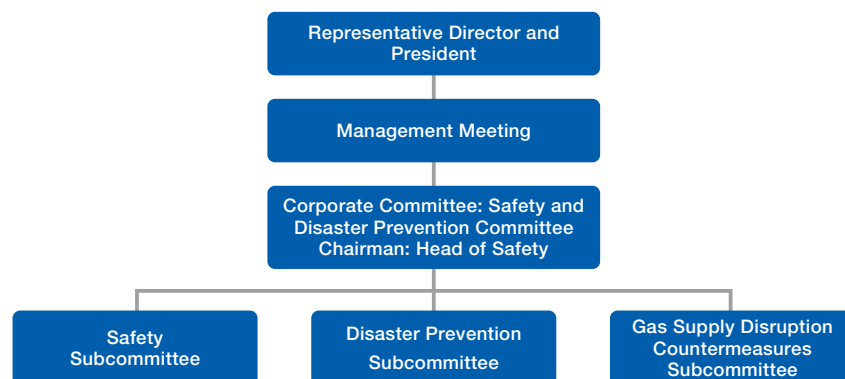 Representative Director and
President
Management Meeting
Corporate Committee: Safety and
Disaster Prevention Committee
Chairman: Head of Safety
Safety
Subcommittee
Disaster Prevention
Subcommittee
Gas Supply Disruption
Countermeasures
Subcommittee